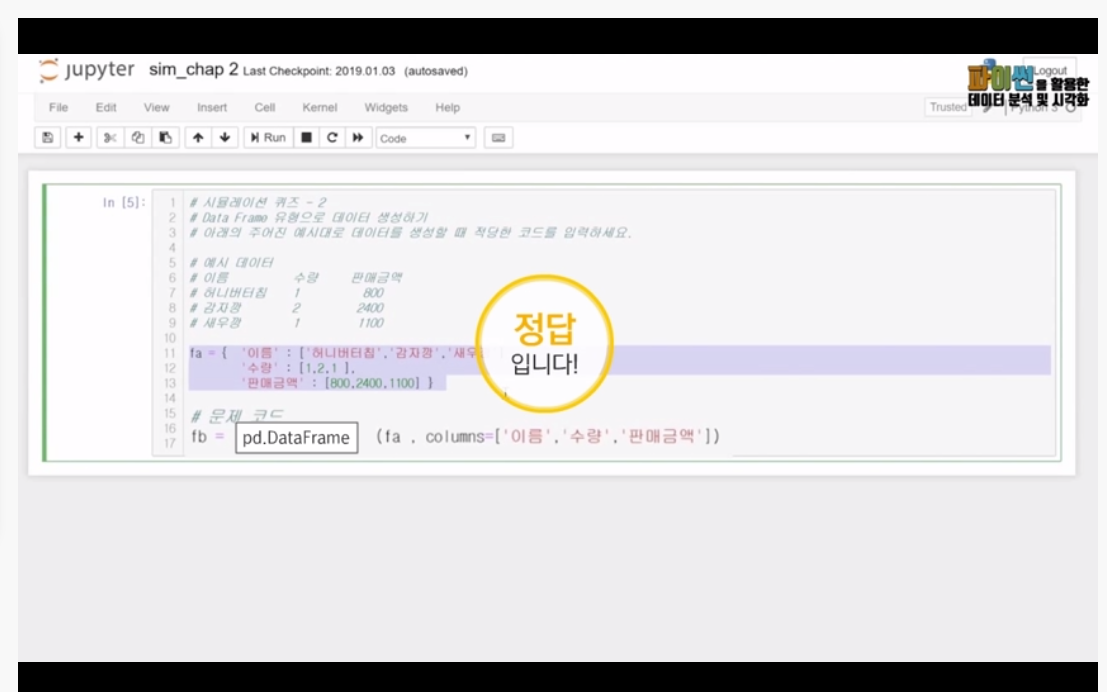 jupyter sim_chap 2 Last Checkpoint: 2019.01.03 (autosaved)
Logout
파이썬을 활용한
데이터 분석 및 시각화
File Edit View Insert Cell Kernel Widgets Help
Trusted Python 3
Run Code
In [5]:
1 # 시뮬레이션 퀴즈 - 2
2 # Data Frame 유형으로 데이터 생성하기
3 # 아래의 주어진 예시대로 데이터를 생성할 때 적당한 코드를 입력하세요.
4
5 # 예시 데이터
6 # 이름 수량 판매금액
7 # 허니버터칩 1 800
8 # 감자깡 2 2400
9 # 새우깡 1 1100
10
11 fa = { '이름' : ['허니버터칩','감자깡','새우
12 '수량' : [1,2,1 ],
13 '판매금액' : [800,2400,1100] }
14
15 # 문제 코드
16 fb = pd.DataFrame (fa , columns=['이름','수량','판매금액'])
17
정답
입니다!